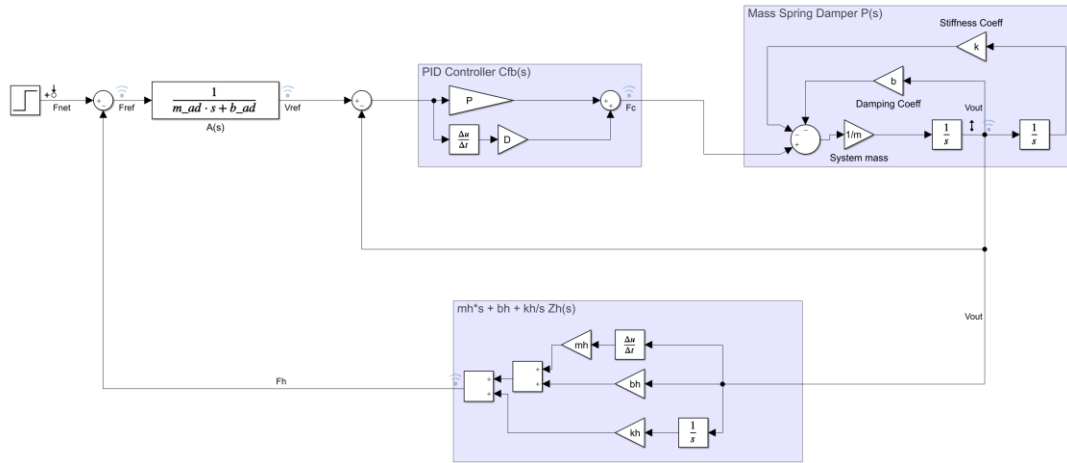 Mass Spring Damper P(s)
Stiffness Coeff
k
PID Controller Cfb(s)
b
Damping Coeff
Vout
Fnet
Fref
1
m_ad · s + b_ad
A(s)
Vref
P
Δu
Δt
D
Fc
1/m
System mass
1
s
1
s
mh*s + bh + kh/s Zh(s)
Vout
mh
Δu
Δt
bh
Fh
kh
1
s